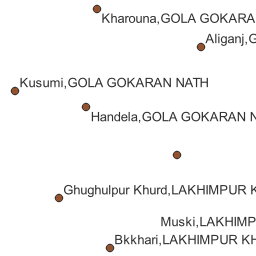 Kharouna,GOLA GOKARA
Aliganj,G
Kusumi,GOLA GOKARAN NATH
Handela,GOLA GOKARAN N
Ghughulpur Khurd,LAKHIMPUR K
Muski,LAKHIMP
Bkkhari,LAKHIMPUR KH